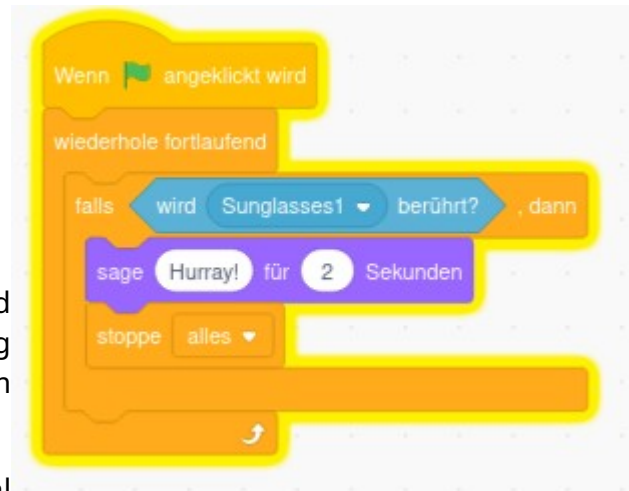 Wenn angeklickt wird
wiederhole fortlaufend
falls wird Sunglasses1 berührt? , dann
sage Hurray! für 2 Sekunden
d
stoppe alles
g
n